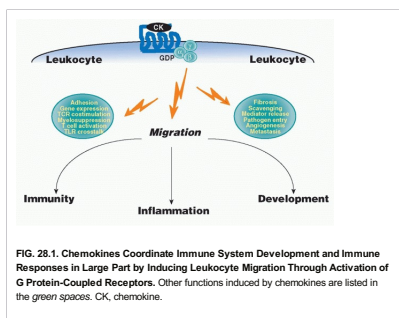 CK
GDP
α
β
γ
Leukocyte
Leukocyte
Adhesion
Gene expression
TCR costimulation
Myelosuppression
T cell activation
TLR crosstalk
Fibrosis
Scavenging
Mediator release
Pathogen entry
Angiogenesis
Metastasis
Migration
Immunity
Inflammation
Development
FIG. 28.1. Chemokines Coordinate Immune System Development and Immune
Responses in Large Part by Inducing Leukocyte Migration Through Activation of
G Protein-Coupled Receptors. Other functions induced by chemokines are listed in
the green spaces. CK, chemokine.